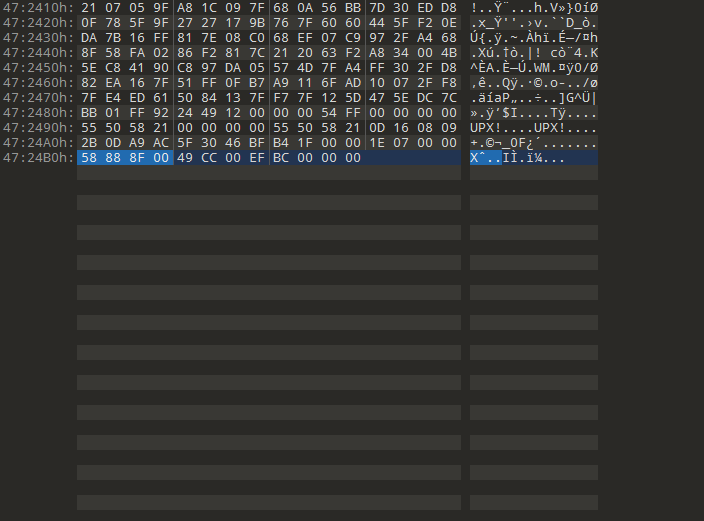 47:2410h: 21 07 05 9F A8 1C 09 7F 68 0A 56 BB 7D 30 ED D8 !..Ÿ¨...h.V»}0íØ
47:2420h: 0F 78 5F 9F 27 27 17 9B 76 7F 60 60 44 5F F2 0E .x_Ÿ''.›v.``D_ò.
47:2430h: DA 7B 16 FF 81 7E 08 C0 68 EF 07 C9 97 2F A4 68 Ú{.ÿ.~.Àhï.É—/¤h
47:2440h: 8F 58 FA 02 86 F2 81 7C 21 20 63 F2 A8 34 00 4B .Xú.†ò.|! cò¨4.K
47:2450h: 5E C8 41 90 C8 97 DA 05 57 4D 7F A4 FF 30 2F D8 ^ÈA.È—Ú.WM.¤ÿ0/Ø
47:2460h: 82 EA 16 7F 51 FF 0F B7 A9 11 6F AD 10 07 2F F8 ‚ê..Qÿ.·©.o-../ø
47:2470h: 7F E4 ED 61 50 84 13 7F F7 7F 12 5D 47 5E DC 7C .äíaP„..÷..]G^Ü|
47:2480h: BB 01 FF 92 24 49 12 00 00 00 54 FF 00 00 00 00 ».ÿ’$I....Tÿ....
47:2490h: 55 50 58 21 00 00 00 00 55 50 58 21 0D 16 08 09 UPX!....UPX!....
47:24A0h: 2B 0D A9 AC 5F 30 46 BF B4 1F 00 00 1E 07 00 00 +.©¬_0F¿´.......
47:24B0h: 58 88 8F 00 49 CC 00 EF BC 00 00 00 Xˆ..IÌ.ï¼...